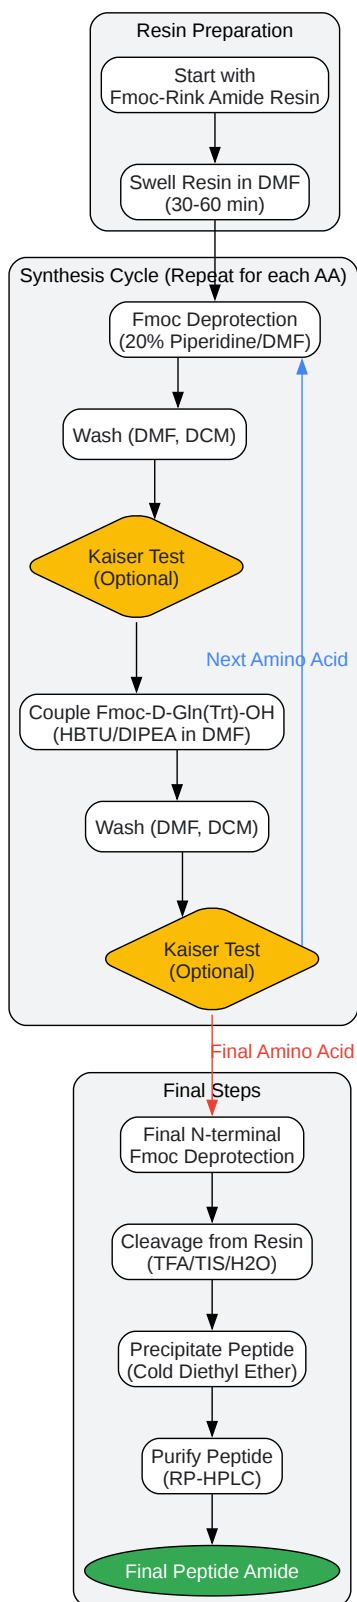 Resin Preparation
Start with
Fmoc-Rink Amide Resin
Swell Resin in DMF
(30-60 min)
Synthesis Cycle (Repeat for each AA)
Fmoc Deprotection
(20% Piperidine/DMF)
Wash (DMF, DCM)
Kaiser Test
(Optional)
Next Amino Acid
Couple Fmoc-D-Gln(Trt)-OH
(HBTU/DIPEA in DMF)
Wash (DMF, DCM)
Kaiser Test
(Optional)
Final Amino Acid
Final Steps
Final N-terminal
Fmoc Deprotection
Cleavage from Resin
(TFA/TIS/H2O)
Precipitate Peptide
(Cold Diethyl Ether)
Purify Peptide
(RP-HPLC)
Final Peptide Amide